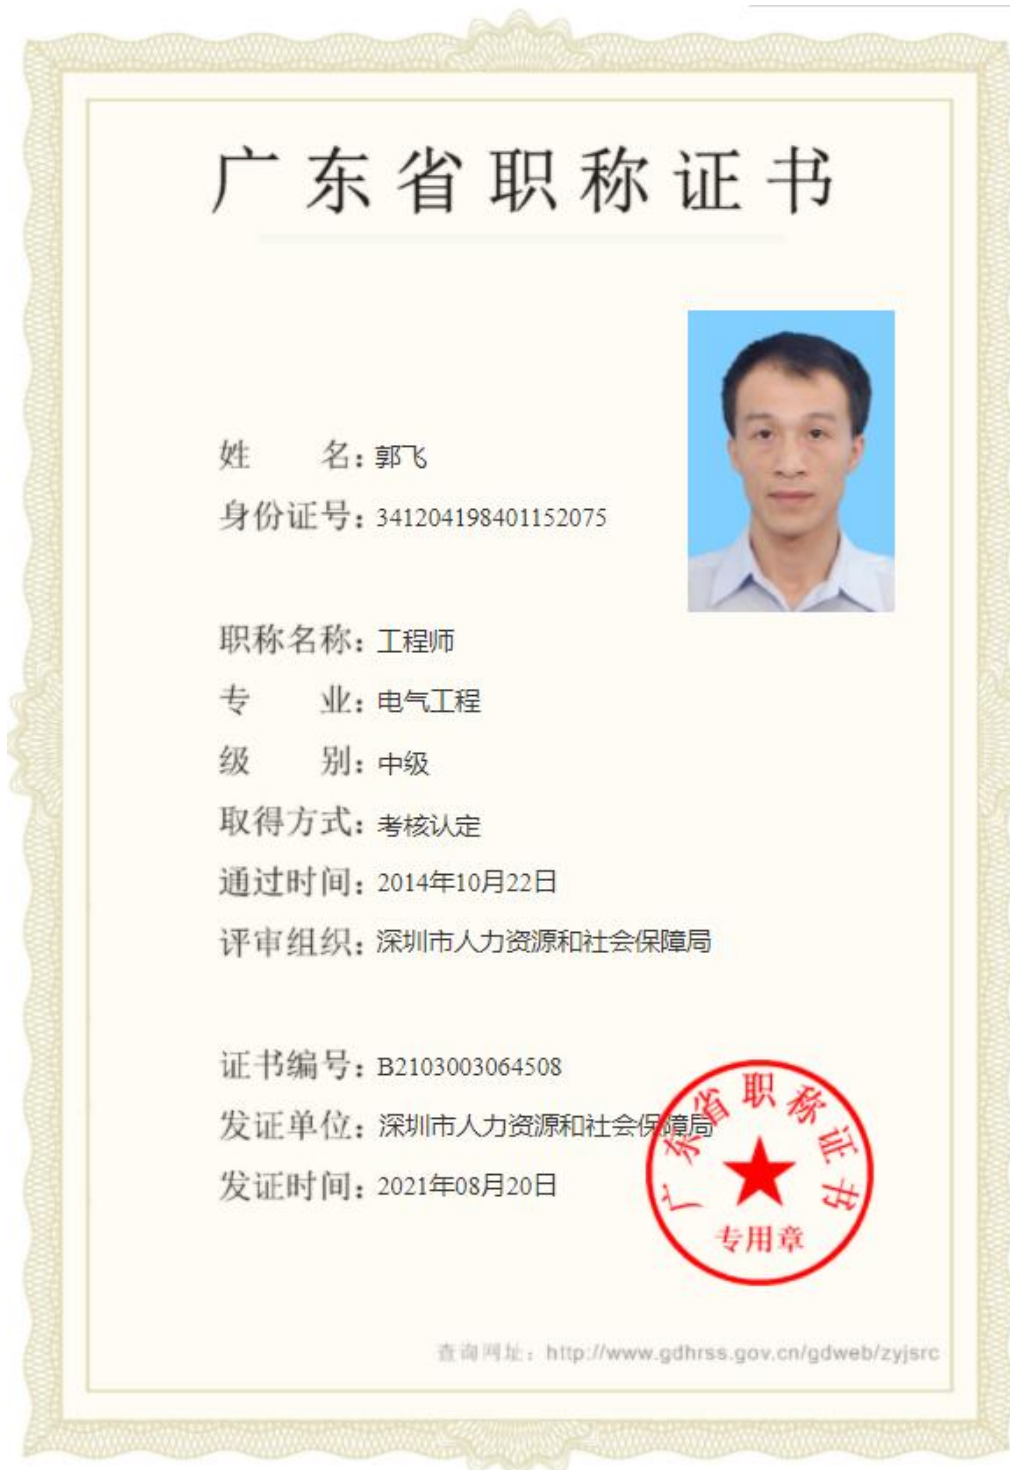 广东省职称证书
姓 名：郭飞
身份证号：341204198401152075
职称名称：工程师
专 业：电气工程
级 别：中级
取得方式：考核认定
通过时间：2014年10月22日
评审组织：深圳市人力资源和社会保障局
证书编号：B2103003064508
发证单位：深圳市人力资源和社会保障局
发证时间：2021年08月20日
广东省职称证书
专用章
查询网址：http://www.gdhrss.gov.cn/gdweb/zyjsrc